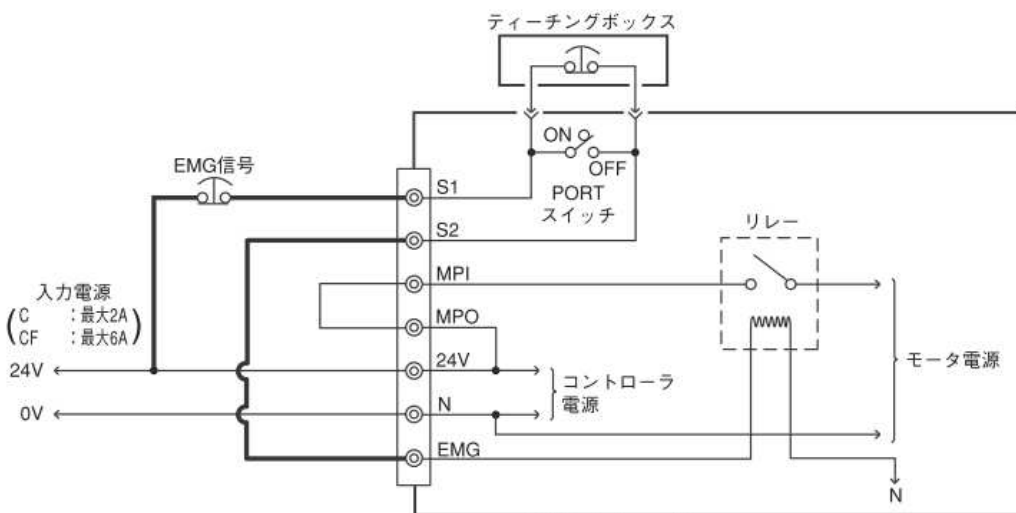 ティーチングボックス
ON
OFF
PORT
スイッチ
EMG信号
S1
S2
リレー
MPI
入力電源
C :最大2A
CF :最大6A
MPO
24V
24V
コントローラ
電源
モータ電源
0V
N
EMG
N